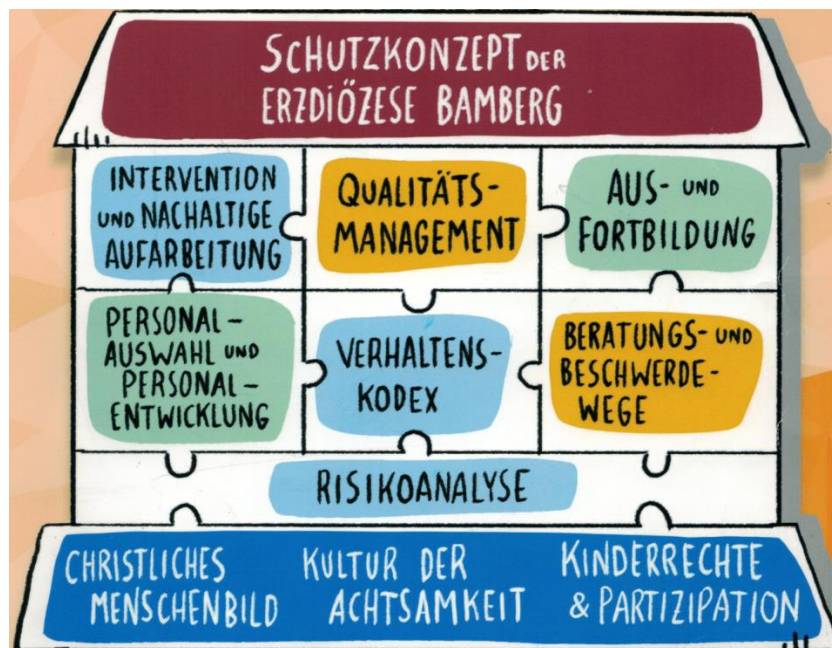 SCHUTZKONZEPT DER
ERZDIÖZESE BAMBERG
INTERVENTION
UND NACHALTIGE
AUFARBEITUNG
QUALITÄTS-
MANAGEMENT
AUS- UND
FORTBILDUNG
PERSONAL-
AUSWAHL UND
PERSONAL-
ENTWICKLUNG
VERHALTENS-
KODEX
BERATUNGS- UND
BESCHWERDE-
WEGE
RISIKOANALYSE
CHRISTLICHES
MENSCHENBILD
KULTUR DER
ACHTSAMKEIT
KINDERRECHTE
& PARTIZIPATION